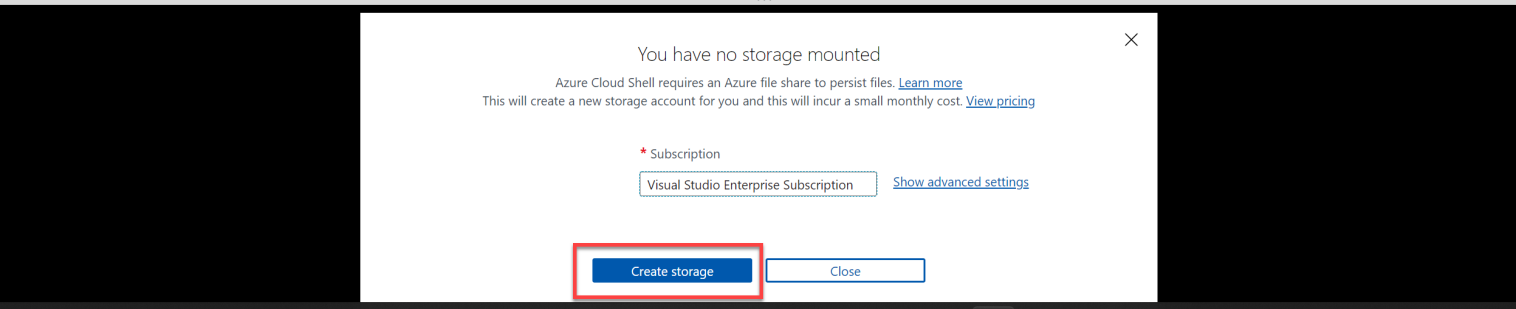 You have no storage mounted
Azure Cloud Shell requires an Azure file share to persist files. Learn more
This will create a new storage account for you and this will incur a small monthly cost. View pricing
* Subscription
Visual Studio Enterprise Subscription
Show advanced settings
Create storage
Close